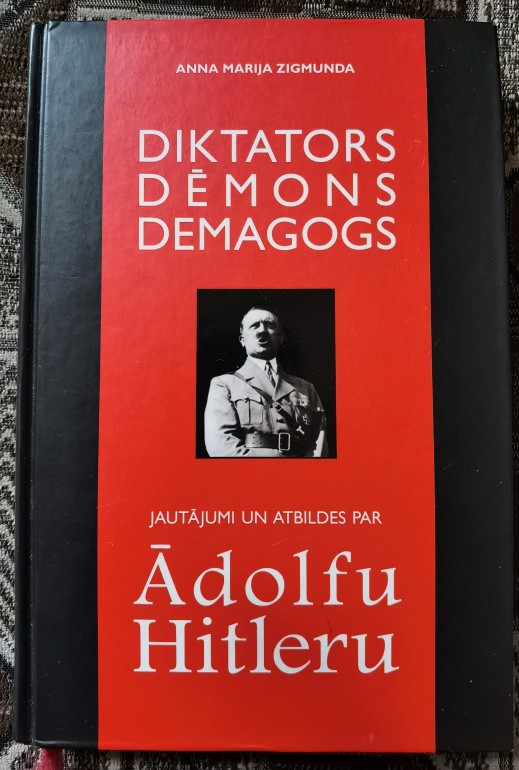 ANNA MARIJA ZIGMUNDA
DIKTATORS
DĒMONS
DEMAGOGS
JAUTĀJUMI UN ATBILDES PAR
Ādolfu
Hitleru